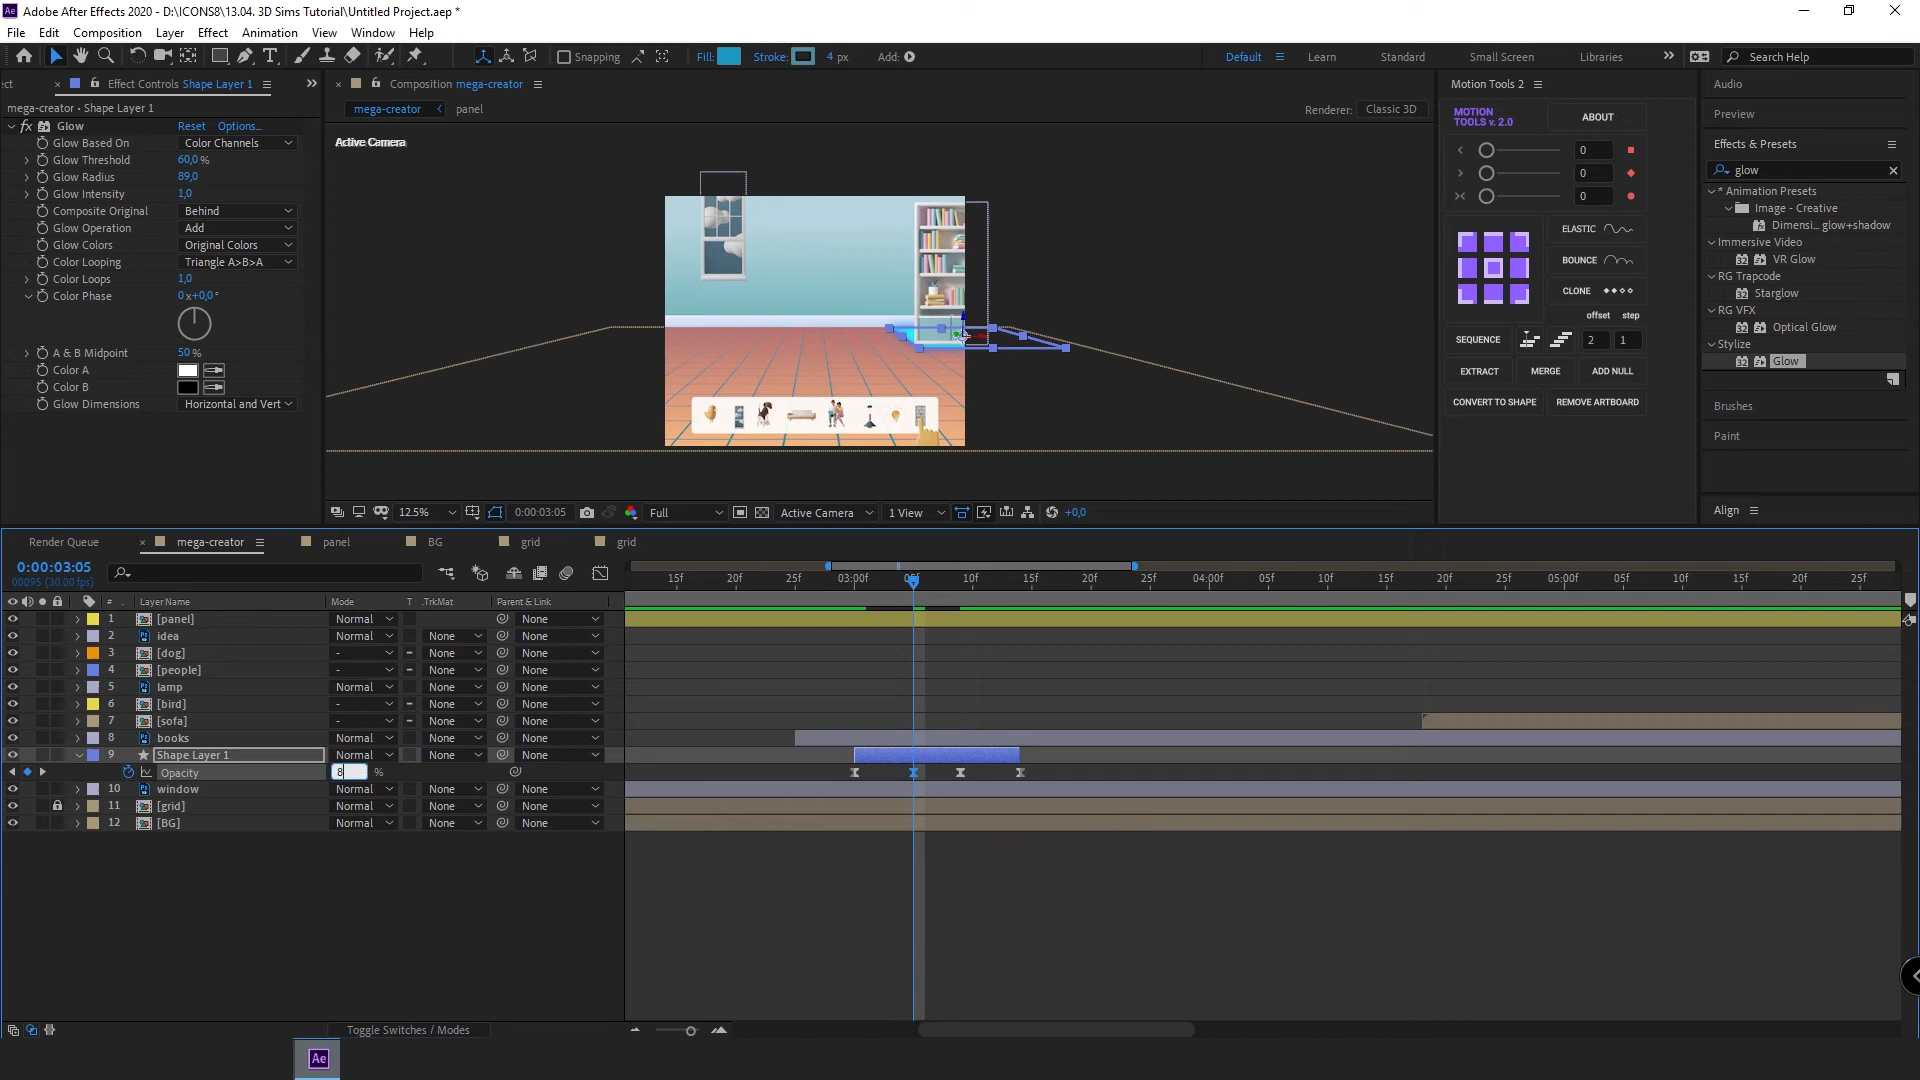 Adobe After Effects 2020 - D:\ICONS8\13.04. 3D Sims Tutorial\Untitled Project.aep *
File Edit Composition Layer Effect Animation View Window Help
Snapping Fill: Stroke: 4 px Add: Default Learn Standard Small Screen Libraries Search Help
ect Effect Controls Shape Layer 1
mega-creator • Shape Layer 1
fx Glow Reset Options...
Glow Based On Color Channels
Glow Threshold 60,0 %
Glow Radius 89,0
Glow Intensity 1,0
Composite Original Behind
Glow Operation Add
Glow Colors Original Colors
Color Looping Triangle A>B>A
Color Loops 1,0
Color Phase 0x+0,0°
A & B Midpoint 50 %
Color A
Color B
Glow Dimensions Horizontal and Vert
Composition mega-creator
mega-creator panel
Renderer: Classic 3D
Active Camera
12.5% 0:00:03:05 Full Active Camera 1 View +0,0
Motion Tools 2
MOTION TOOLS v. 2.0 ABOUT
0
0
0
ELASTIC
BOUNCE
CLONE
offset step
SEQUENCE 2 1
EXTRACT MERGE ADD NULL
CONVERT TO SHAPE REMOVE ARTBOARD
Audio
Preview
Effects & Presets
glow
* Animation Presets
Image - Creative
Dimensi... glow+shadow
Immersive Video
32 VR Glow
RG Trapcode
32 Starglow
RG VFX
32 Optical Glow
Stylize
32 Glow
Brushes
Paint
Align
Render Queue mega-creator panel BG grid grid
0:00:03:05
00095 (30.00 fps)
15f 20f 25f 03:00f 05f 10f 15f 20f 25f 04:00f 05f 10f 15f 20f 25f 05:00f 05f 10f 15f 20f 25f
# Layer Name Mode T .TrkMat Parent & Link
1 [panel] Normal None
2 idea Normal None None
3 [dog] - None None
4 [people] - None None
5 lamp Normal None None
6 [bird] - None None
7 [sofa] - None None
8 books Normal None None
9 Shape Layer 1 Normal None None
Opacity 8 %
10 window Normal None None
11 [grid] Normal None None
12 [BG] Normal None None
Toggle Switches / Modes
Ae